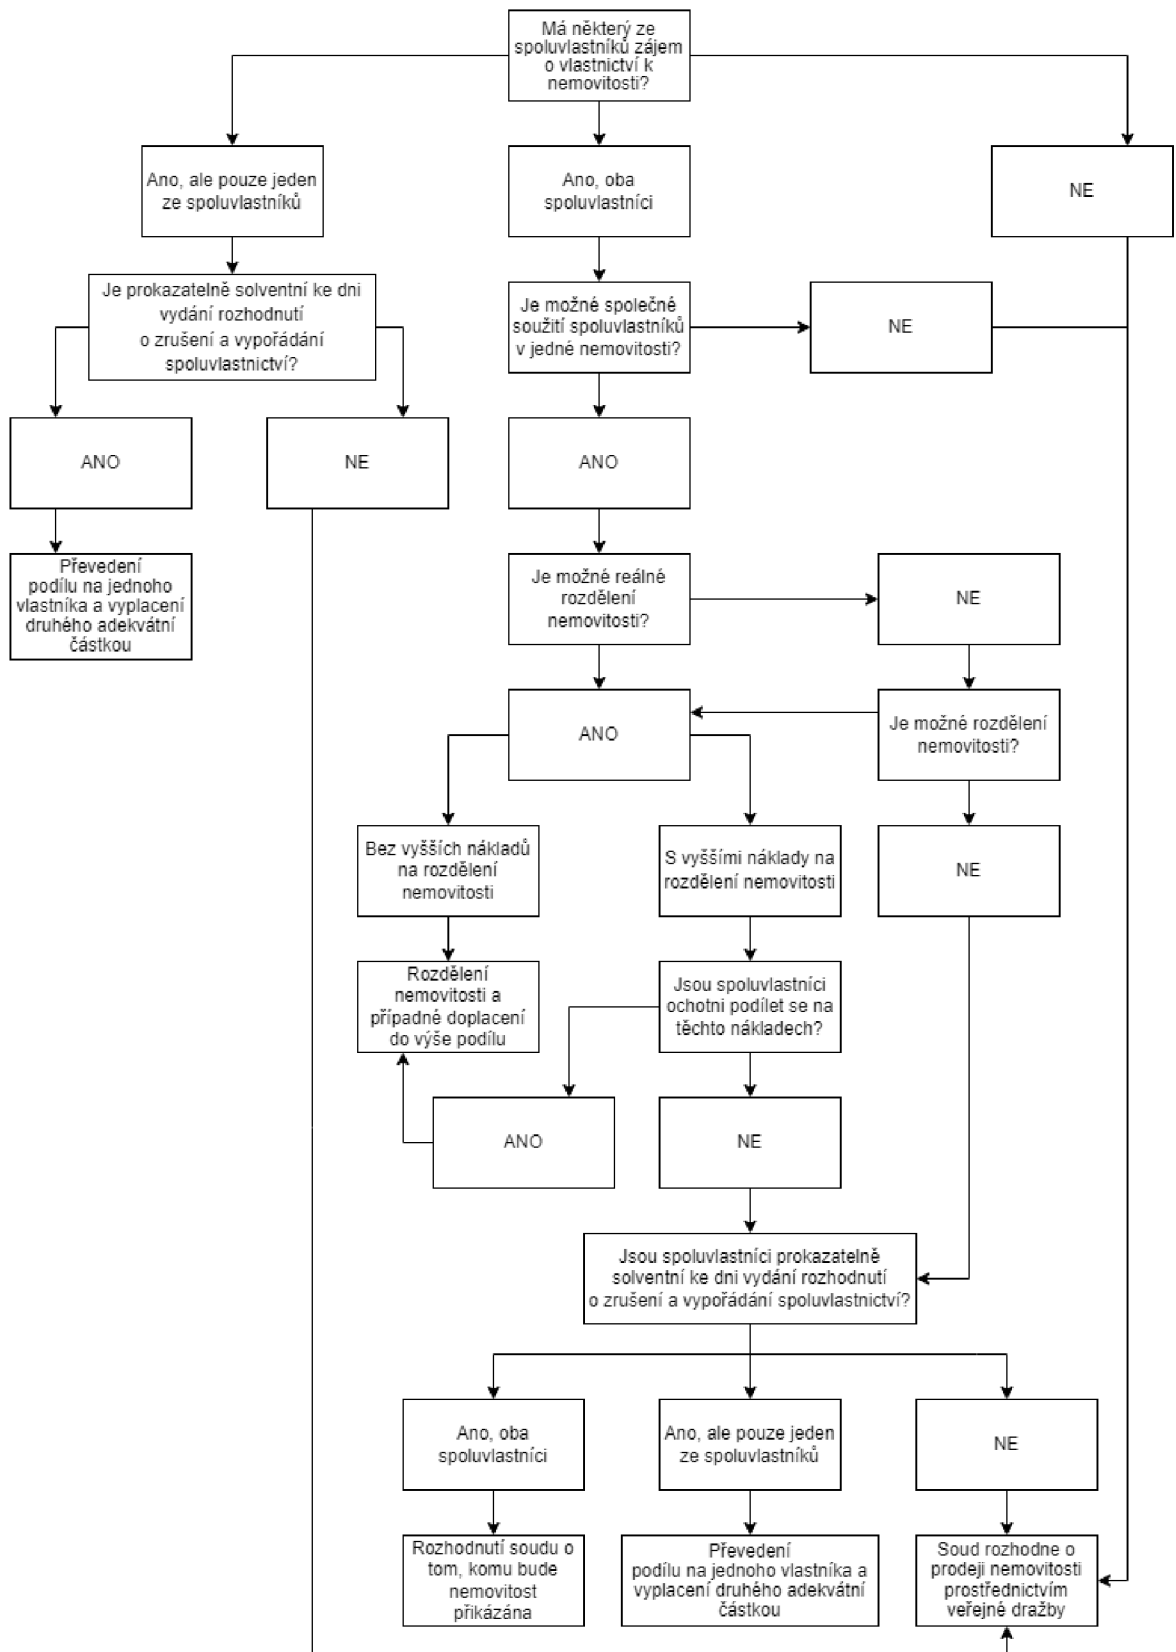 Má některý ze
spoluvlastníků zájem
o vlastnictví k
nemovitosti?
Ano, ale pouze jeden
ze spoluvlastníků
Ano, oba
spoluvlastníci
NE
Je prokazatelně solventní ke dni
vydání rozhodnutí
o zrušení a vypořádání
spoluvlastnictví?
Je možné společné
soužití spoluvlastníků
v jedné nemovitosti?
NE
ANO
NE
ANO
Převedení
podílu na jednoho
vlastníka a vyplacení
druhého adekvátní
částkou
Je možné reálné
rozdělení
nemovitosti?
NE
ANO
Je možné rozdělení
nemovitosti?
Bez vyšších nákladů
na rozdělení
nemovitosti
S vyššími náklady na
rozdělení nemovitosti
NE
Rozdělení
nemovitosti a
případné doplacení
do výše podílu
Jsou spoluvlastníci
ochotni podílet se na
těchto nákladech?
ANO
NE
Jsou spoluvlastníci prokazatelně
solventní ke dni vydání rozhodnutí
o zrušení a vypořádání spoluvlastnictví?
Ano, oba
spoluvlastníci
Ano, ale pouze jeden
ze spoluvlastníků
NE
Rozhodnutí soudu o
tom, komu bude
nemovitost
přikázána
Převedení
podílu na jednoho vlastníka a
vyplacení druhého adekvátní
částkou
Soud rozhodne o
prodeji nemovitosti
prostřednictvím
veřejné dražby